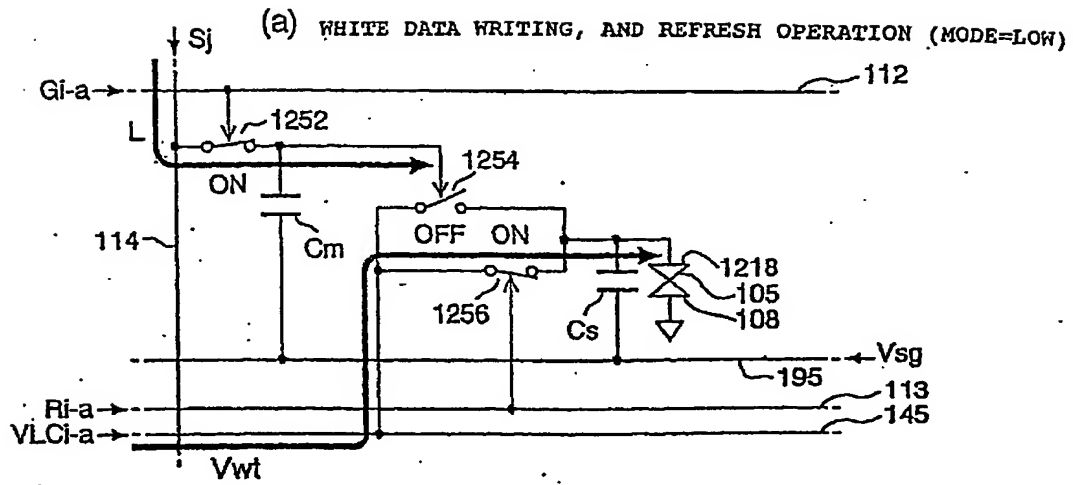 (a) WHITE DATA WRITING, AND REFRESH OPERATION (MODE=LOW)
Sj
Gi-a
112
1252
L
ON
1254
114
Cm
OFF ON
1218
105
108
1256
Cs
Vsg
195
Ri-a
113
VLCi-a
145
Vwt